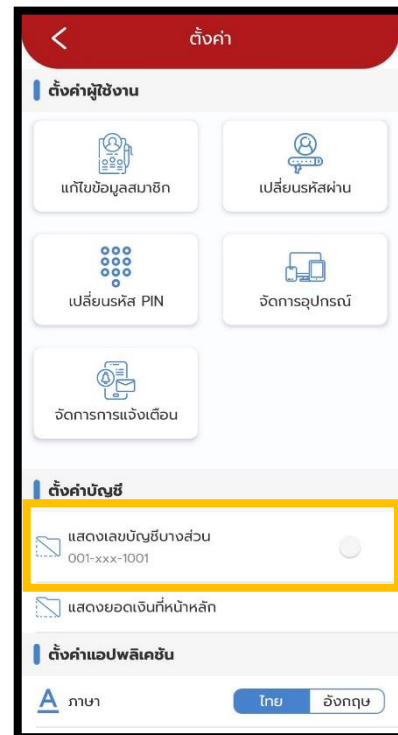 ตั้งค่า
ตั้งค่าผู้ใช้งาน
แก้ไขข้อมูลสมาชิก
เปลี่ยนรหัสผ่าน
เปลี่ยนรหัส PIN
จัดการอุปกรณ์
จัดการการแจ้งเตือน
ตั้งค่าบัญชี
แสดงเลขบัญชีบางส่วน
001-xxx-1001
แสดงยอดเงินที่หน้าหลัก
ตั้งค่าแอปพลิเคชัน
A ภาษา ไทย อังกฤษ